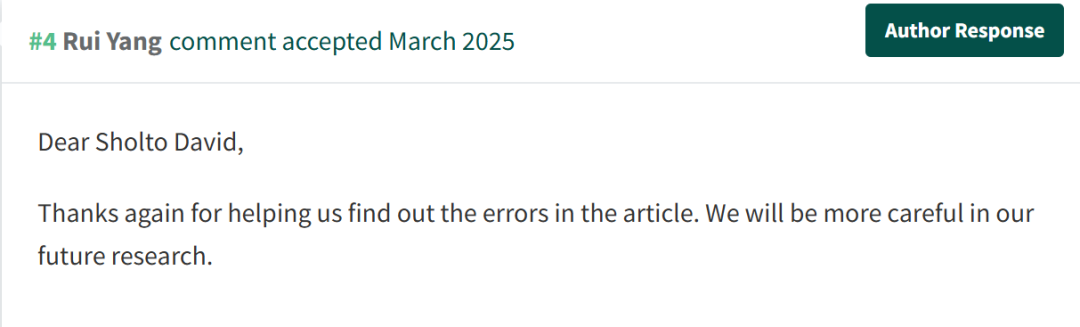 #4 Rui Yang comment accepted March 2025
Author Response
Dear Sholto David,
Thanks again for helping us find out the errors in the article. We will be more careful in our
future research.